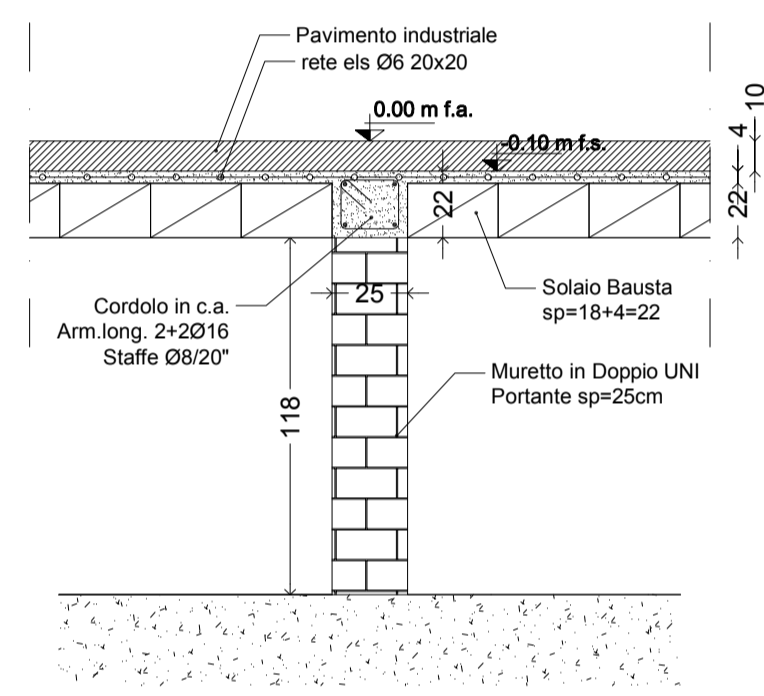 Pavimento industriale
rete els Ø6 20x20
0.00 m f.a.
-0.10 m f.s.
10
4
22
22
25
Solaio Bausta
sp=18+4=22
Cordolo in c.a.
Arm.long. 2+2Ø16
Staffe Ø8/20"
Muretto in Doppio UNI
Portante sp=25cm
118